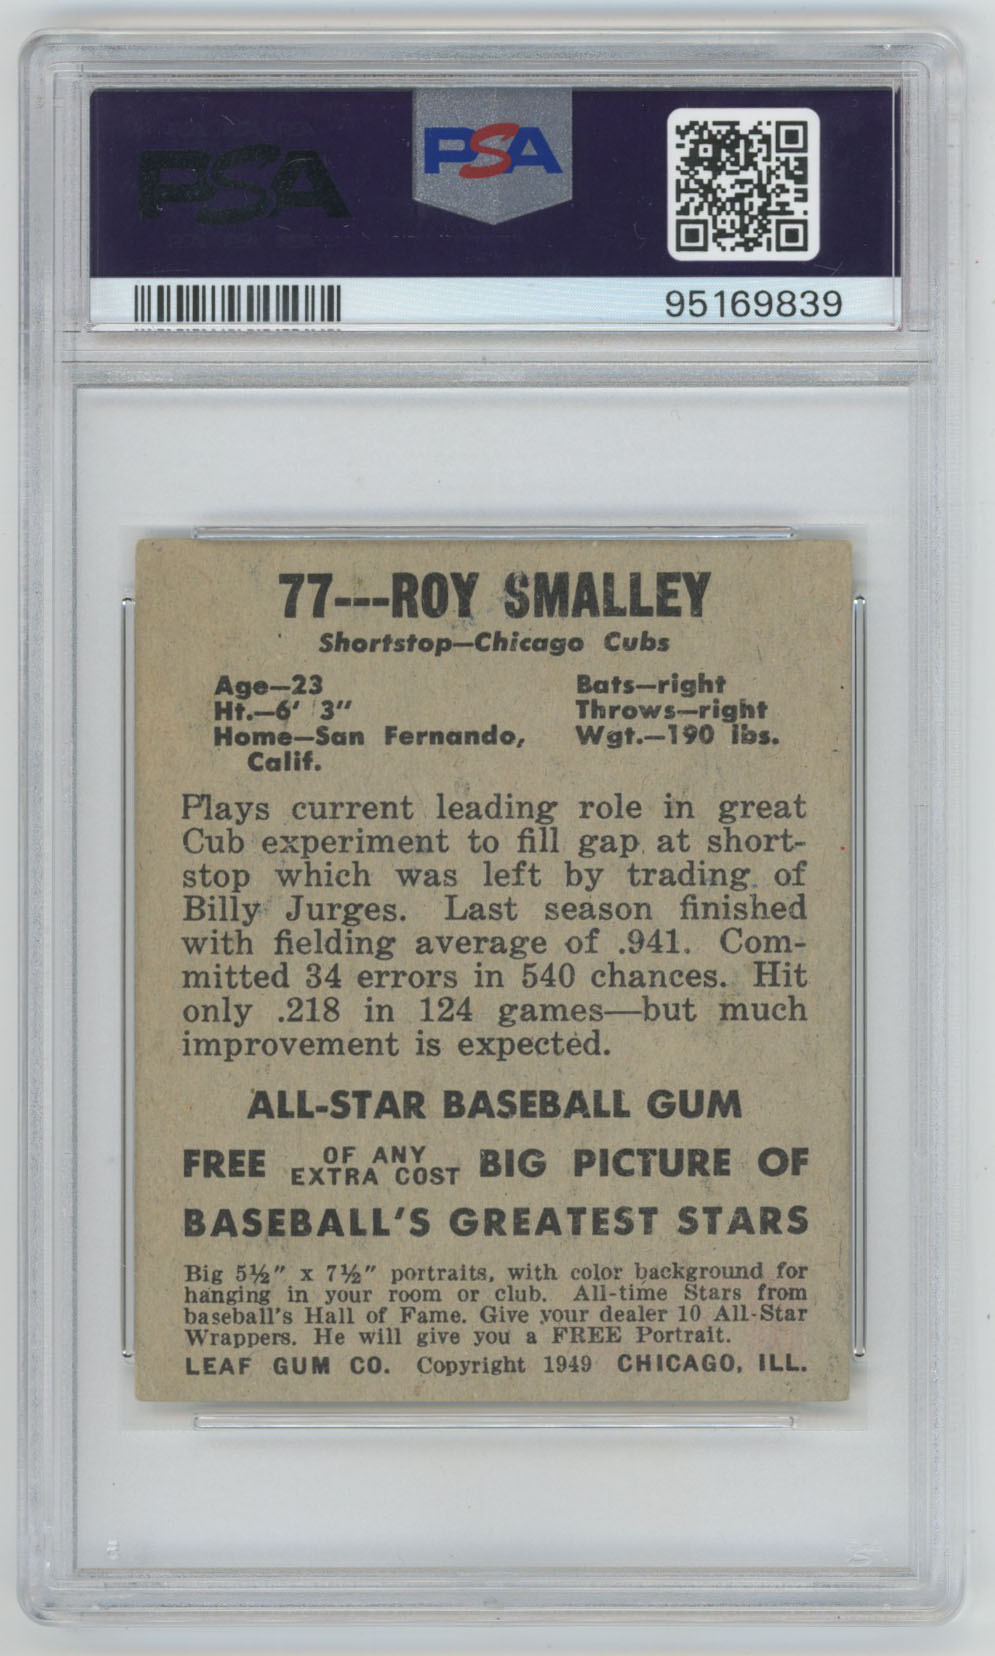 PSA
PSA
95169839
77---ROY SMALLEY
Shortstop—Chicago Cubs
Age—23
Bats—right
Ht.—6' 3"
Throws—right
Home—San Fernando,
Calif.
Wgt.—190 lbs.
Plays current leading role in great
Cub experiment to fill gap at short-
stop which was left by trading of
Billy Jurges. Last season finished
with fielding average of .941. Com-
mitted 34 errors in 540 chances. Hit
only .218 in 124 games—but much
improvement is expected.
ALL-STAR BASEBALL GUM
FREE OF ANY EXTRA COST BIG PICTURE OF
BASEBALL'S GREATEST STARS
Big 5½" x 7½" portraits, with color background for
hanging in your room or club. All-time Stars from
baseball's Hall of Fame. Give your dealer 10 All-Star
Wrappers. He will give you a FREE Portrait.
LEAF GUM CO. Copyright 1949 CHICAGO, ILL.